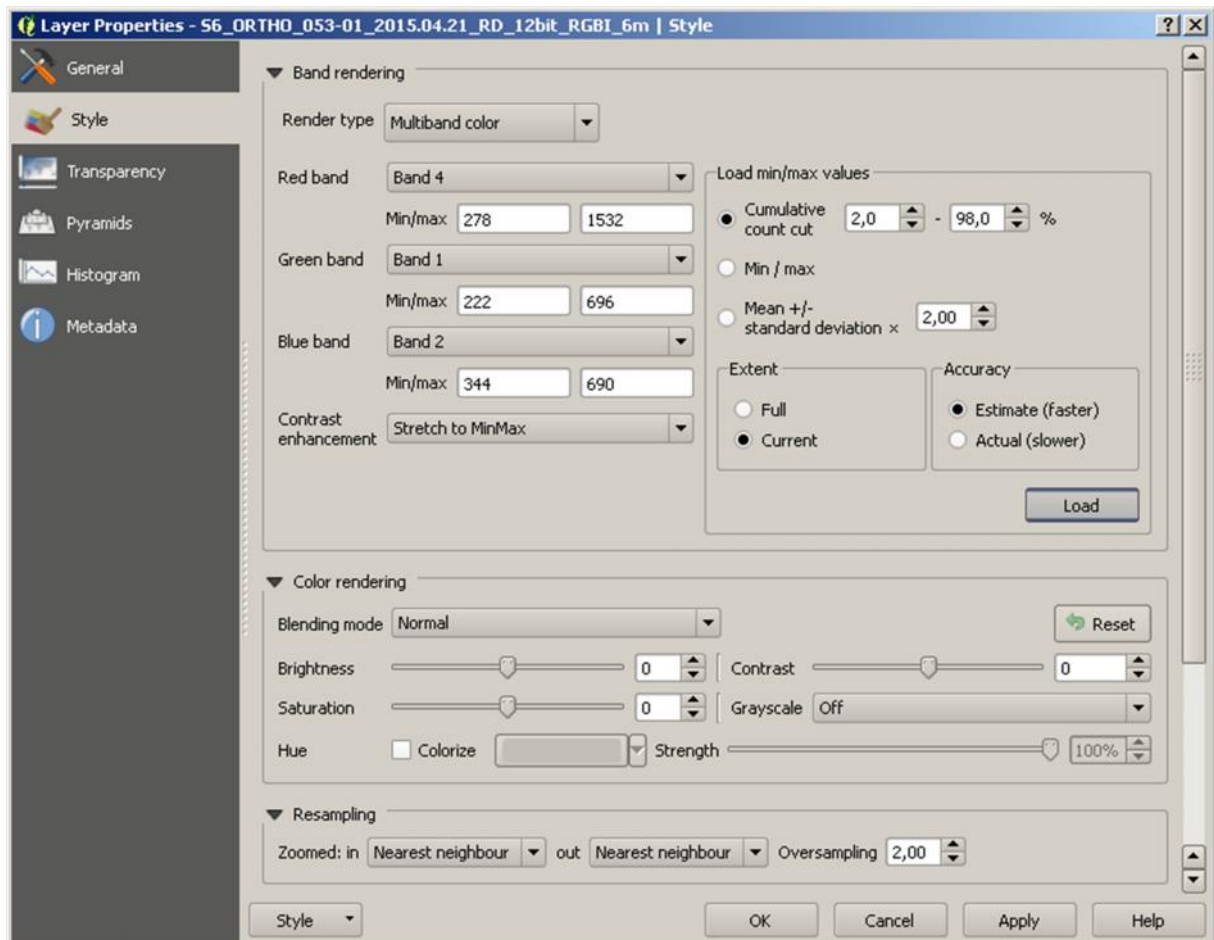 Layer Properties - S6_ORTHO_053-01_2015.04.21_RD_12bit_RGBI_6m | Style
General
Style
Transparency
Pyramids
Histogram
Metadata
Band rendering
Render type Multiband color
Red band Band 4
Min/max 278 1532
Green band Band 1
Min/max 222 696
Blue band Band 2
Min/max 344 690
Contrast
enhancement Stretch to MinMax
Load min/max values
Cumulative
count cut 2,0 - 98,0 %
Min / max
Mean +/-
standard deviation × 2,00
Extent
Full
Current
Accuracy
Estimate (faster)
Actual (slower)
Load
Color rendering
Blending mode Normal
Reset
Brightness 0 Contrast 0
Saturation 0 Grayscale Off
Hue Colorize Strength 100%
Resampling
Zoomed: in Nearest neighbour out Nearest neighbour Oversampling 2,00
Style OK Cancel Apply Help